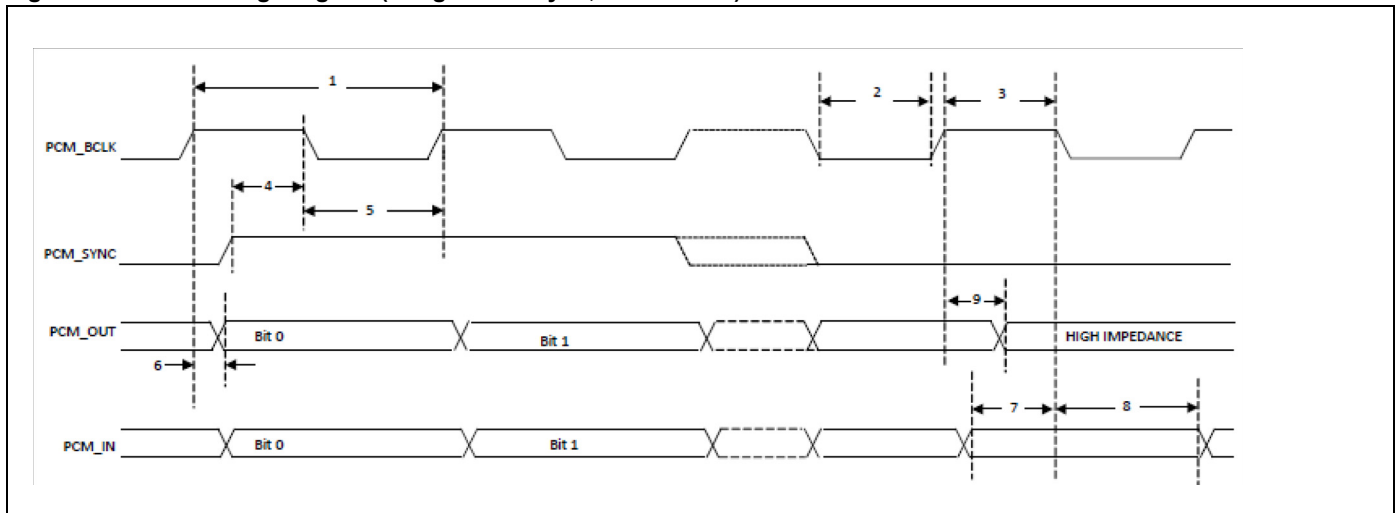 1
2
3
PCM_BCLK
4
5
PCM_SYNC
9
PCM_OUT
Bit 0
Bit 1
HIGH IMPEDANCE
6
7
8
PCM_IN
Bit 0
Bit 1